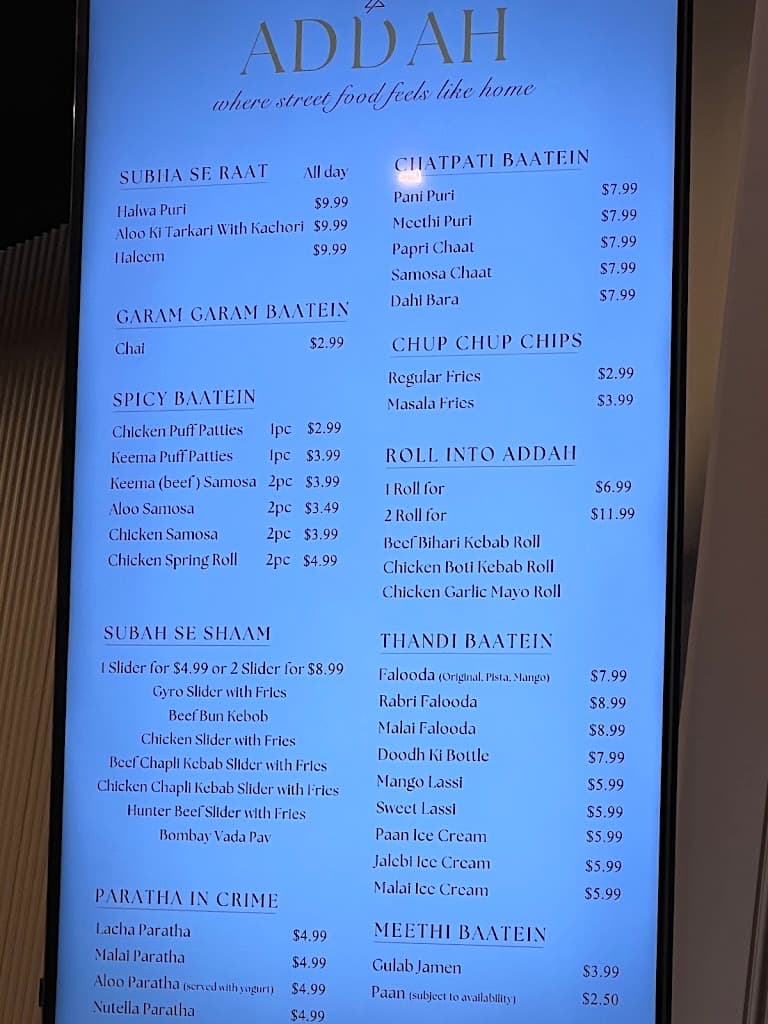 ADDAH
where street food feels like home
SUBHA SE RAAT All day
Halwa Puri $9.99
Aloo Ki Tarkari With Kachori $9.99
Haleem $9.99
GARAM GARAM BAATEIN
Chai $2.99
SPICY BAATEIN
Chicken Puff Patties 1pc $2.99
Keema Puff Patties 1pc $3.99
Keema (beef) Samosa 2pc $3.99
Aloo Samosa 2pc $3.49
Chicken Samosa 2pc $3.99
Chicken Spring Roll 2pc $4.99
SUBAH SE SHAAM
1 Slider for $4.99 or 2 Slider for $8.99
Gyro Slider with Fries
Beef Bun Kebob
Chicken Slider with Fries
Beef Chapli Kebab Slider with Fries
Chicken Chapli Kebab Slider with Fries
Hunter Beef Slider with Fries
Bombay Vada Pav
PARATHA IN CRIME
Lacha Paratha $4.99
Malai Paratha $4.99
Aloo Paratha (served with yogurt) $4.99
Nutella Paratha $4.99
CHATPATI BAATEIN
Pani Puri $7.99
Meethi Puri $7.99
Papri Chaat $7.99
Samosa Chaat $7.99
Dahi Bara $7.99
CHUP CHUP CHIPS
Regular Fries $2.99
Masala Fries $3.99
ROLL INTO ADDAH
1 Roll for $6.99
2 Roll for $11.99
Beef Bihari Kebab Roll
Chicken Boti Kebab Roll
Chicken Garlic Mayo Roll
THANDI BAATEIN
Falooda (Original, Pista, Mango) $7.99
Rabri Falooda $8.99
Malai Falooda $8.99
Doodh Ki Bottle $7.99
Mango Lassi $5.99
Sweet Lassi $5.99
Paan Ice Cream $5.99
Jalebi Ice Cream $5.99
Malai Ice Cream $5.99
MEETHI BAATEIN
Gulab Jamen $3.99
Paan (subject to availability) $2.50